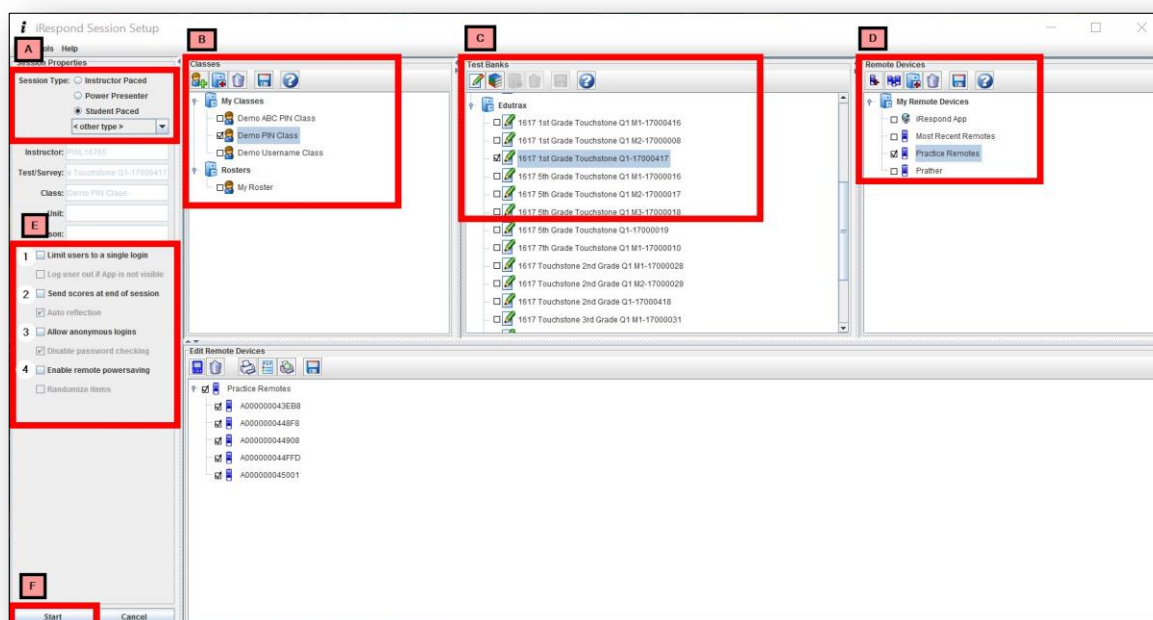 iRespond Session Setup
A
ols Help
Session Properties
Session Type: Instructor Paced
Power Presenter
Student Paced
< other type >
Instructor: PWL16785
Test/Survey: e Touchstone Q1-17000417
Class: Demo PIN Class
Unit:
E
son:
1 Limit users to a single login
Log user out if App is not visible
2 Send scores at end of session
Auto reflection
3 Allow anonymous logins
Disable password checking
4 Enable remote powersaving
Randomize items
F
Start Cancel
B
Classes
My Classes
Demo ABC PIN Class
Demo PIN Class
Demo Username Class
Rosters
My Roster
C
Test Banks
Edutrax
1617 1st Grade Touchstone Q1 M1-17000416
1617 1st Grade Touchstone Q1 M2-17000008
1617 1st Grade Touchstone Q1-17000417
1617 5th Grade Touchstone Q1 M1-17000016
1617 5th Grade Touchstone Q1 M2-17000017
1617 5th Grade Touchstone Q1 M3-17000018
1617 5th Grade Touchstone Q1-17000019
1617 7th Grade Touchstone Q1 M1-17000010
1617 Touchstone 2nd Grade Q1 M1-17000028
1617 Touchstone 2nd Grade Q1 M2-17000029
1617 Touchstone 2nd Grade Q1-17000418
1617 Touchstone 3rd Grade Q1 M1-17000031
D
Remote Devices
My Remote Devices
iRespond App
Most Recent Remotes
Practice Remotes
Prather
Edit Remote Devices
Practice Remotes
A000000043EB8
A0000000448F8
A000000044908
A000000044FFD
A000000045001